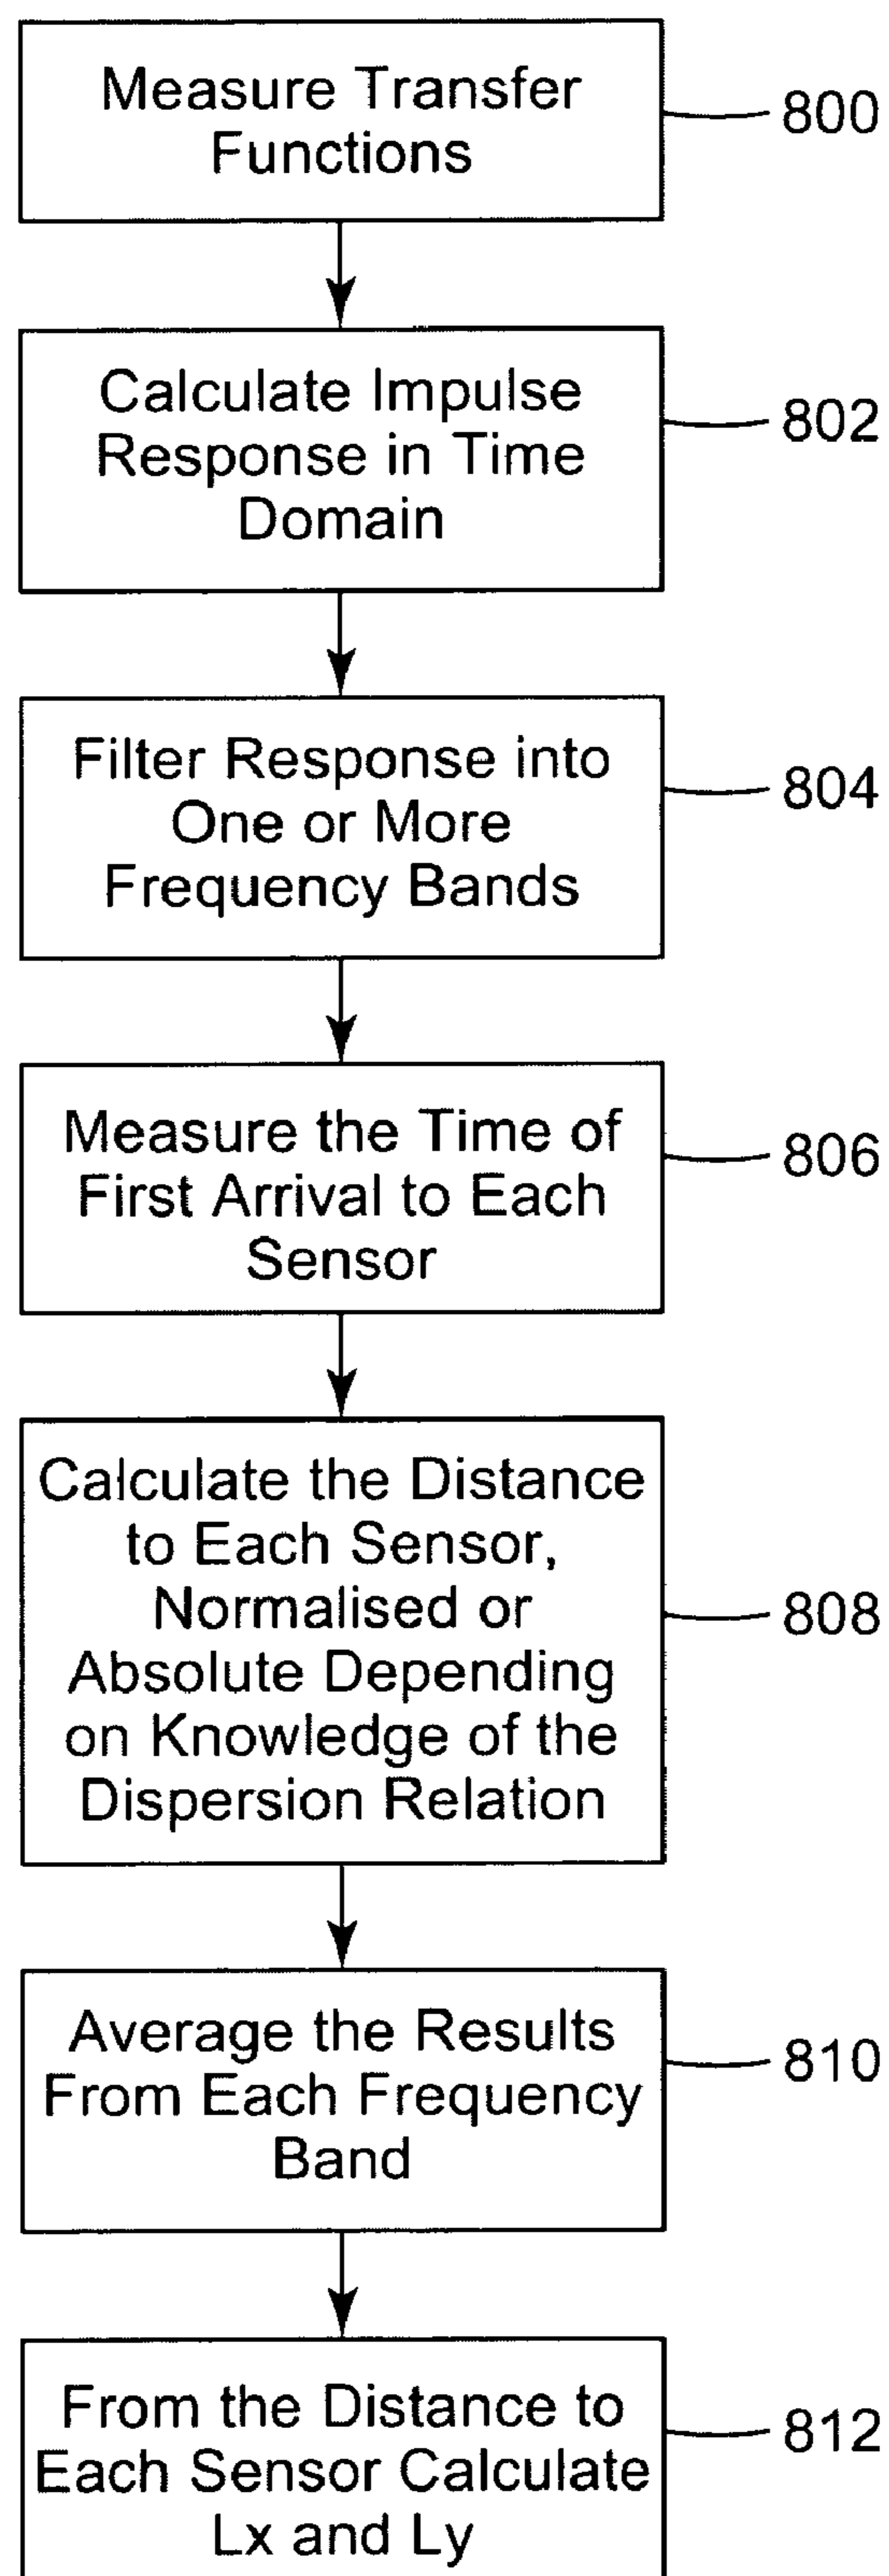 Measure Transfer
Functions
800
Calculate Impulse
Response in Time
Domain
802
Filter Response into
One or More
Frequency Bands
804
Measure the Time of
First Arrival to Each
Sensor
806
Calculate the Distance
to Each Sensor,
Normalised or
Absolute Depending
on Knowledge of the
Dispersion Relation
808
Average the Results
From Each Frequency
Band
810
From the Distance to
Each Sensor Calculate
Lx and Ly
812